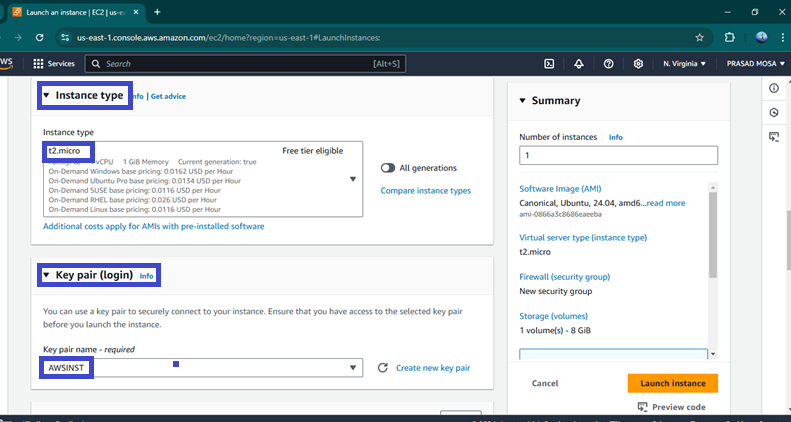 Launch an instance | EC2 | us-e
us-east-1.console.aws.amazon.com/ec2/home?region=us-east-1#LaunchInstances:
Services
Search
[Alt+S]
N. Virginia
PRASAD MOSA
Instance type
Info | Get advice
Instance type
t2.micro
Free tier eligible
vCPU 1 GiB Memory Current generation: true
On-Demand Windows base pricing: 0.0162 USD per Hour
On-Demand Ubuntu Pro base pricing: 0.0134 USD per Hour
On-Demand SUSE base pricing: 0.0116 USD per Hour
On-Demand RHEL base pricing: 0.026 USD per Hour
On-Demand Linux base pricing: 0.0116 USD per Hour
All generations
Compare instance types
Additional costs apply for AMIs with pre-installed software
Key pair (login) Info
You can use a key pair to securely connect to your instance. Ensure that you have access to the selected key pair
before you launch the instance.
Key pair name - required
AWSINST
Create new key pair
Summary
Number of instances Info
1
Software Image (AMI)
Canonical, Ubuntu, 24.04, amd6...read more
ami-0866a3c8686eaeeba
Virtual server type (instance type)
t2.micro
Firewall (security group)
New security group
Storage (volumes)
1 volume(s) - 8 GiB
Cancel
Launch instance
Preview code